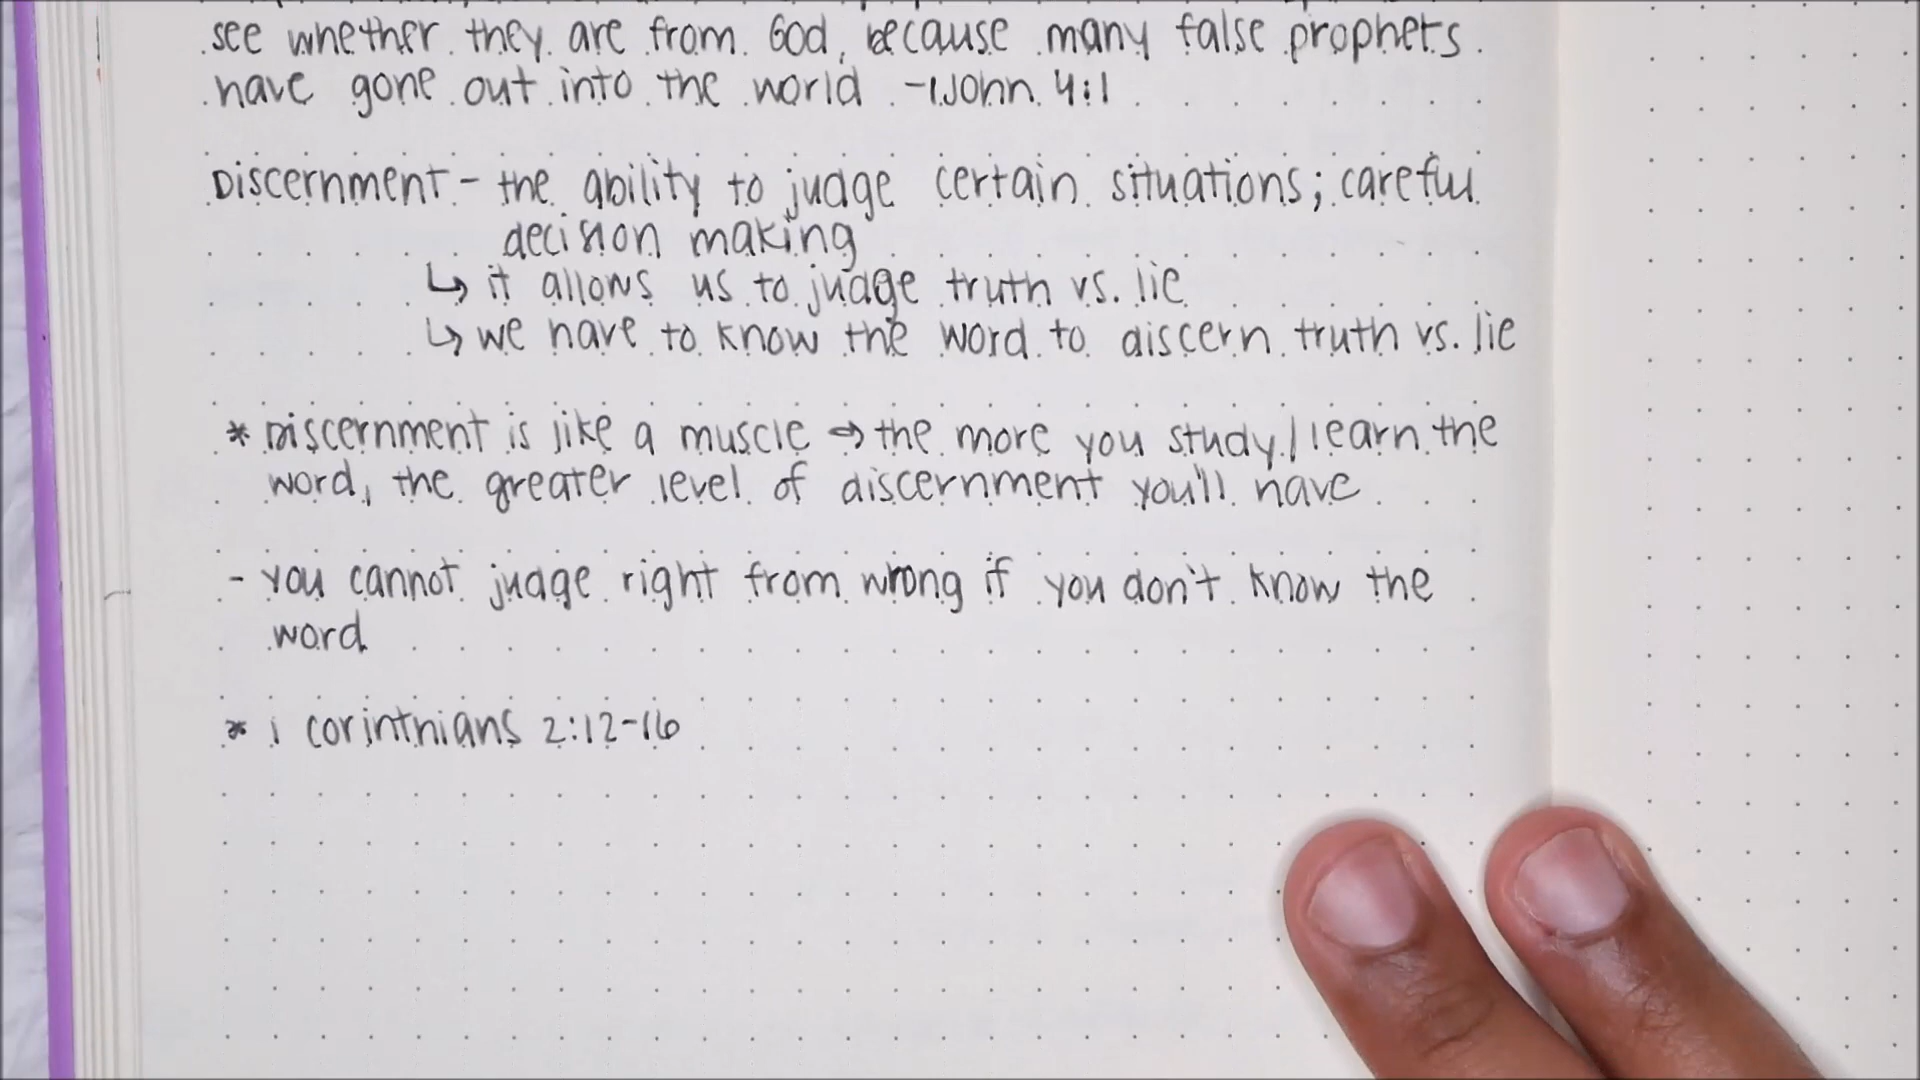 see whether they are from God, because many false prophets
have gone out into the world -1 John 4:1
Discernment - the ability to judge certain situations; careful
decision making
↳ it allows us to judge truth vs. lie
↳ we have to know the word to discern truth vs. lie
* Discernment is like a muscle → the more you study/learn the
word, the greater level of discernment you'll have
- you cannot judge right from wrong if you don't know the
word
* 1 corinthians 2:12-16